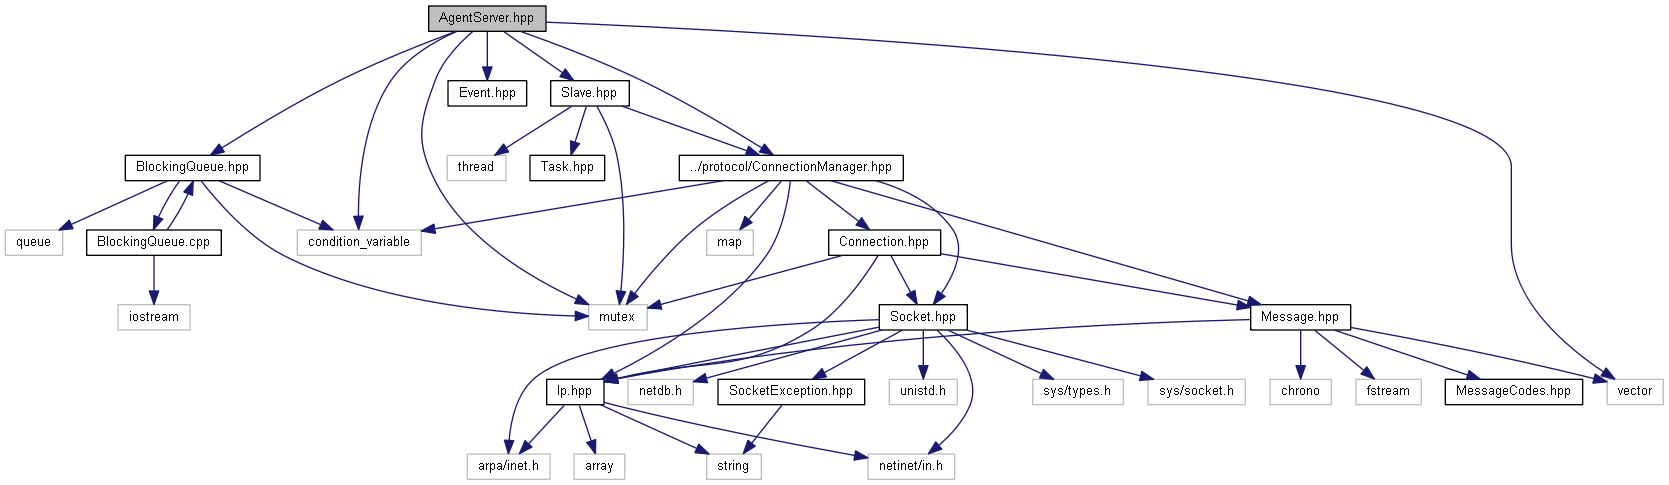 AgentServer.hpp
Event.hpp
Slave.hpp
BlockingQueue.hpp
thread
Task.hpp
../protocol/ConnectionManager.hpp
queue
BlockingQueue.cpp
condition_variable
map
Connection.hpp
iostream
mutex
Socket.hpp
Message.hpp
Ip.hpp
netdb.h
SocketException.hpp
unistd.h
sys/types.h
sys/socket.h
chrono
fstream
MessageCodes.hpp
vector
arpa/inet.h
array
string
netinet/in.h